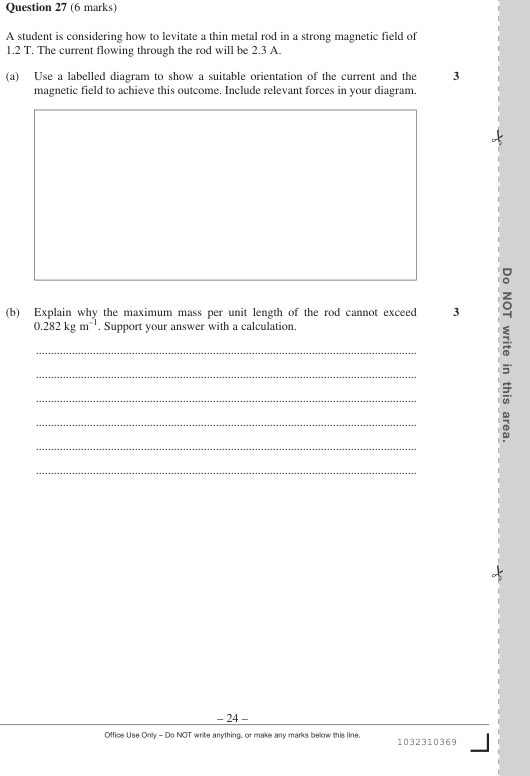 Question 27 (6 marks)
A student is considering how to levitate a thin metal rod in a strong magnetic field of
1.2 T. The current flowing through the rod will be 2.3 A.
(a) Use a labelled diagram to show a suitable orientation of the current and the 3
magnetic field to achieve this outcome. Include relevant forces in your diagram.
(b) Explain why the maximum mass per unit length of the rod cannot exceed 3
0.282 kg m⁻¹. Support your answer with a calculation.
................................................................................................................................
................................................................................................................................
................................................................................................................................
................................................................................................................................
................................................................................................................................
................................................................................................................................
Do NOT write in this area.
– 24 –
Office Use Only – Do NOT write anything, or make any marks below this line.
1032310369